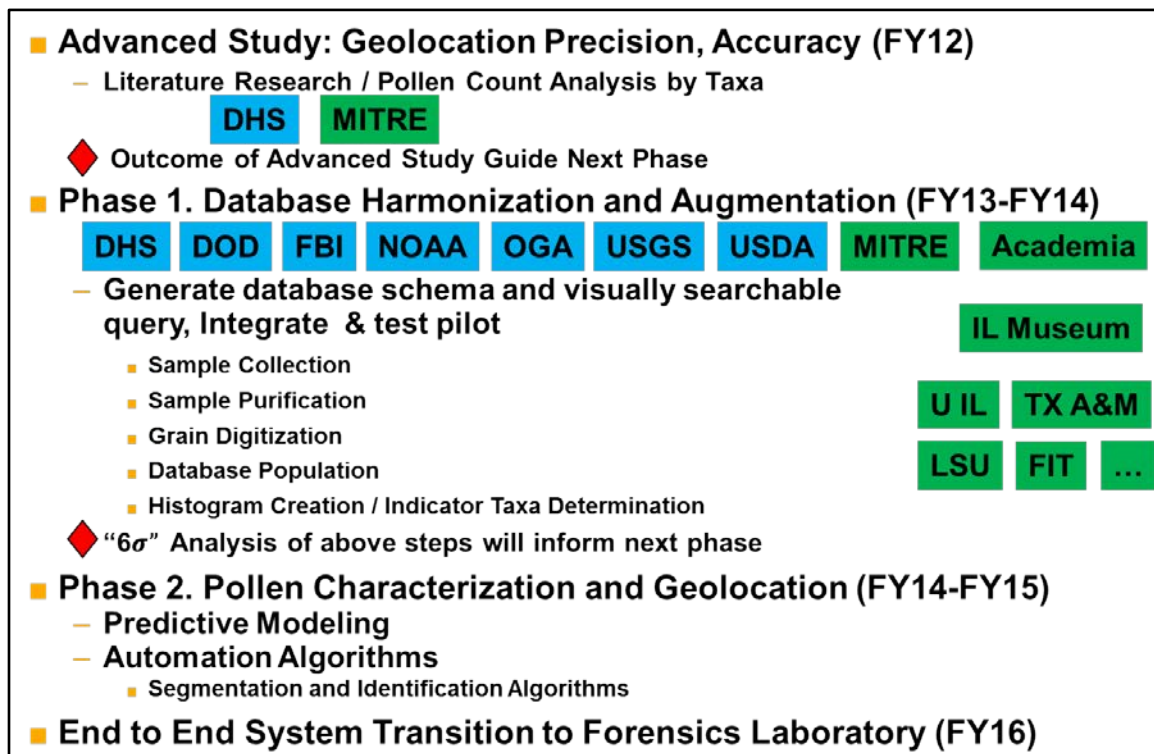 Advanced Study: Geolocation Precision, Accuracy (FY12)
– Literature Research / Pollen Count Analysis by Taxa
DHS MITRE
Outcome of Advanced Study Guide Next Phase
Phase 1. Database Harmonization and Augmentation (FY13-FY14)
DHS DOD FBI NOAA OGA USGS USDA MITRE Academia
– Generate database schema and visually searchable
query, Integrate & test pilot
IL Museum
Sample Collection
Sample Purification
U IL TX A&M
Grain Digitization
Database Population
LSU FIT ...
Histogram Creation / Indicator Taxa Determination
“6σ” Analysis of above steps will inform next phase
Phase 2. Pollen Characterization and Geolocation (FY14-FY15)
– Predictive Modeling
– Automation Algorithms
Segmentation and Identification Algorithms
End to End System Transition to Forensics Laboratory (FY16)